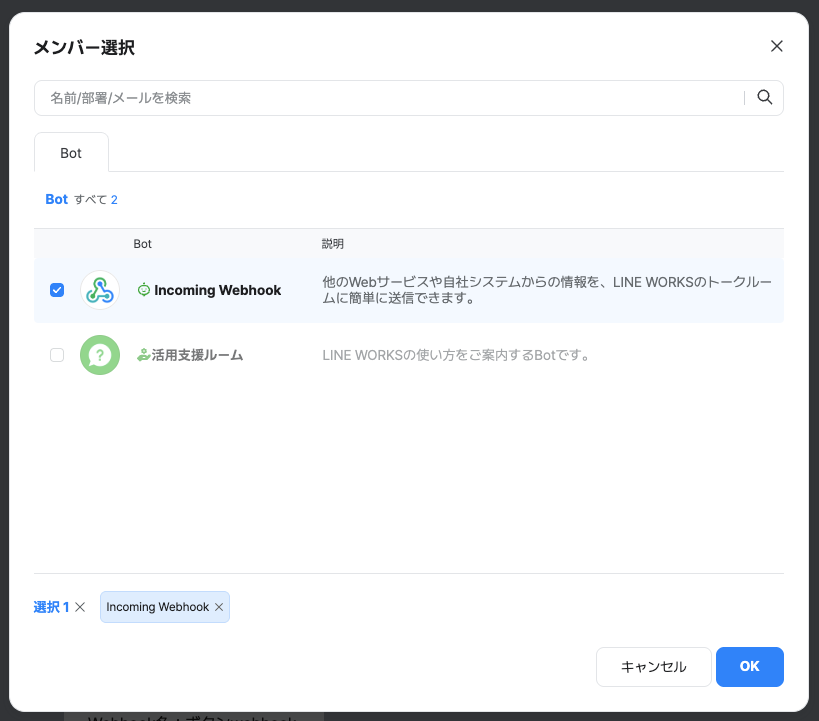 メンバー選択
名前/部署/メールを検索
Bot
Bot すべて 2
Bot 説明
Incoming Webhook 他のWebサービスや自社システムからの情報を、LINE WORKSのトークルー
ムに簡単に送信できます。
活用支援ルーム LINE WORKSの使い方をご案内するBotです。
選択 1 Incoming Webhook
キャンセル OK